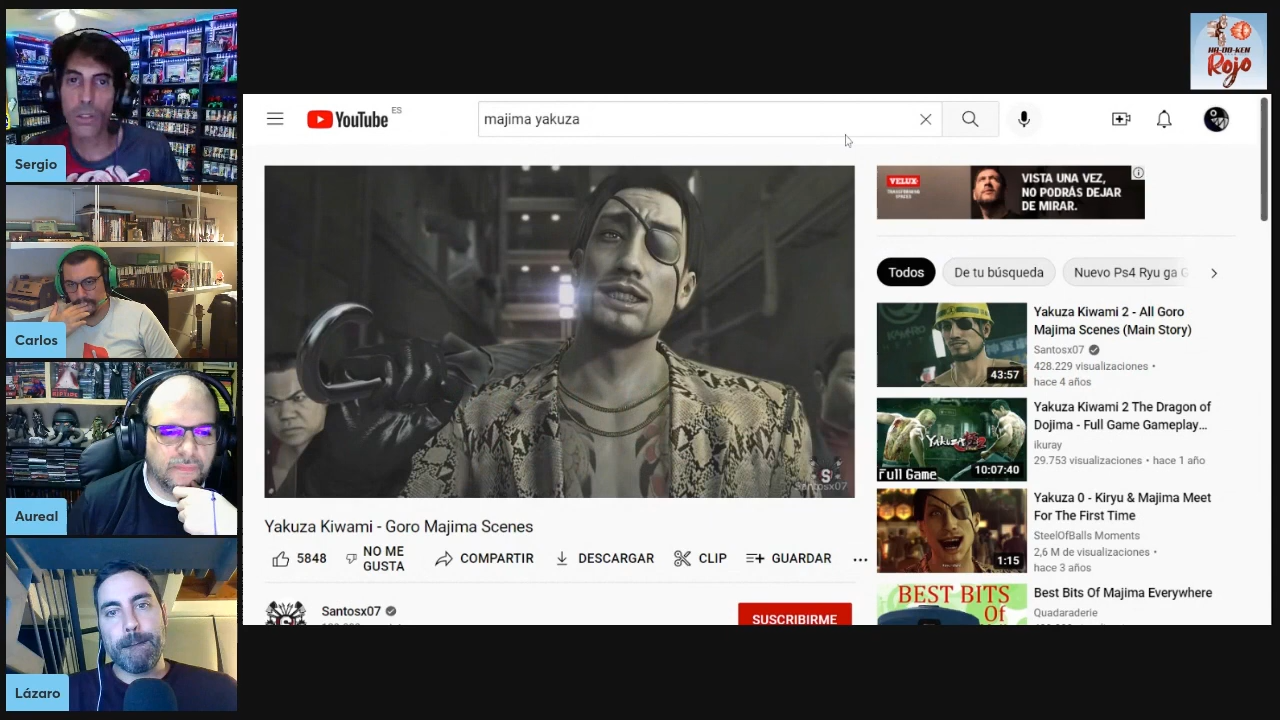 Sergio
Carlos
Aureal
Lázaro
HA-DO-KEN
Rojo
YouTube ES
majima yakuza
Santosx07
Yakuza Kiwami - Goro Majima Scenes
5848
NO ME GUSTA
COMPARTIR
DESCARGAR
CLIP
GUARDAR
Santosx07
SUSCRIBIRME
VELUX
VISTA UNA VEZ,
NO PODRÁS DEJAR
DE MIRAR.
Todos
De tu búsqueda
Nuevo Ps4 Ryu ga G
43:57
Yakuza Kiwami 2 - All Goro
Majima Scenes (Main Story)
Santosx07
428.229 visualizaciones •
hace 4 años
Yakuza
Full Game
10:07:40
Yakuza Kiwami 2 The Dragon of
Dojima - Full Game Gameplay...
ikuray
29.753 visualizaciones • hace 1 año
1:15
Yakuza 0 - Kiryu & Majima Meet
For The First Time
SteelOfBalls Moments
2,6 M de visualizaciones •
hace 3 años
BEST BITS
Of
Best Bits Of Majima Everywhere
Quadaraderie